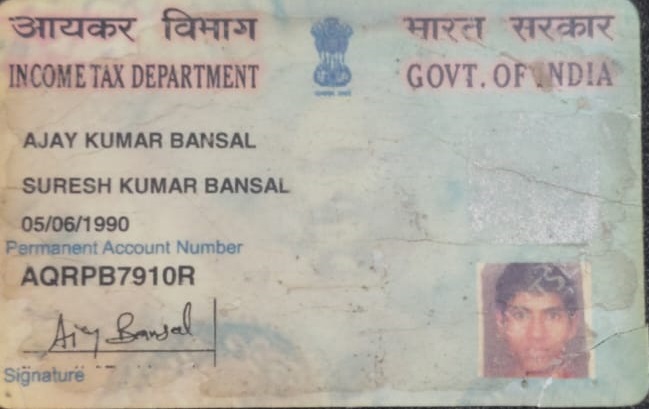 आयकर विभाग
INCOME TAX DEPARTMENT
भारत सरकार
GOVT. OF INDIA
AJAY KUMAR BANSAL
SURESH KUMAR BANSAL
05/06/1990
Permanent Account Number
AQRPB7910R
Ajay Bansal
Signature